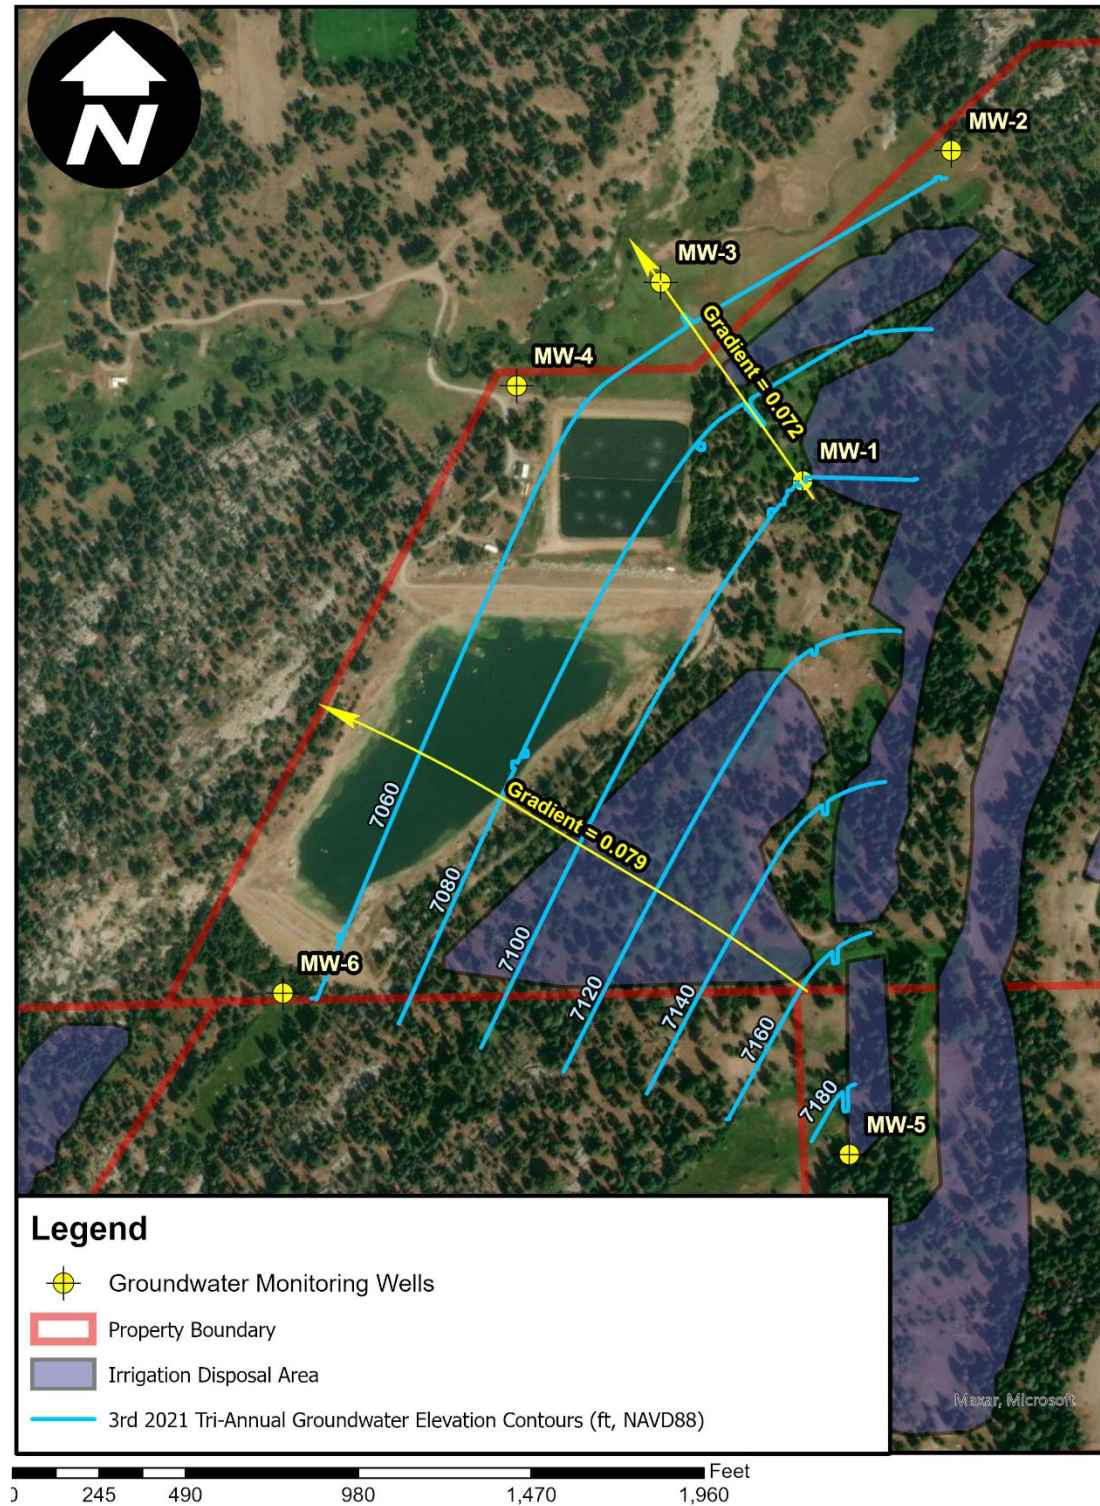 N
MW-2
MW-3
Gradient = 0.072
MW-4
MW-1
7060
Gradient = 0.079
7080
7100
7120
7140
7160
7180
MW-6
MW-5
Legend
Groundwater Monitoring Wells
Property Boundary
Irrigation Disposal Area
3rd 2021 Tri-Annual Groundwater Elevation Contours (ft, NAVD88)
Maxar, Microsoft
Feet
0 245 490 980 1,470 1,960